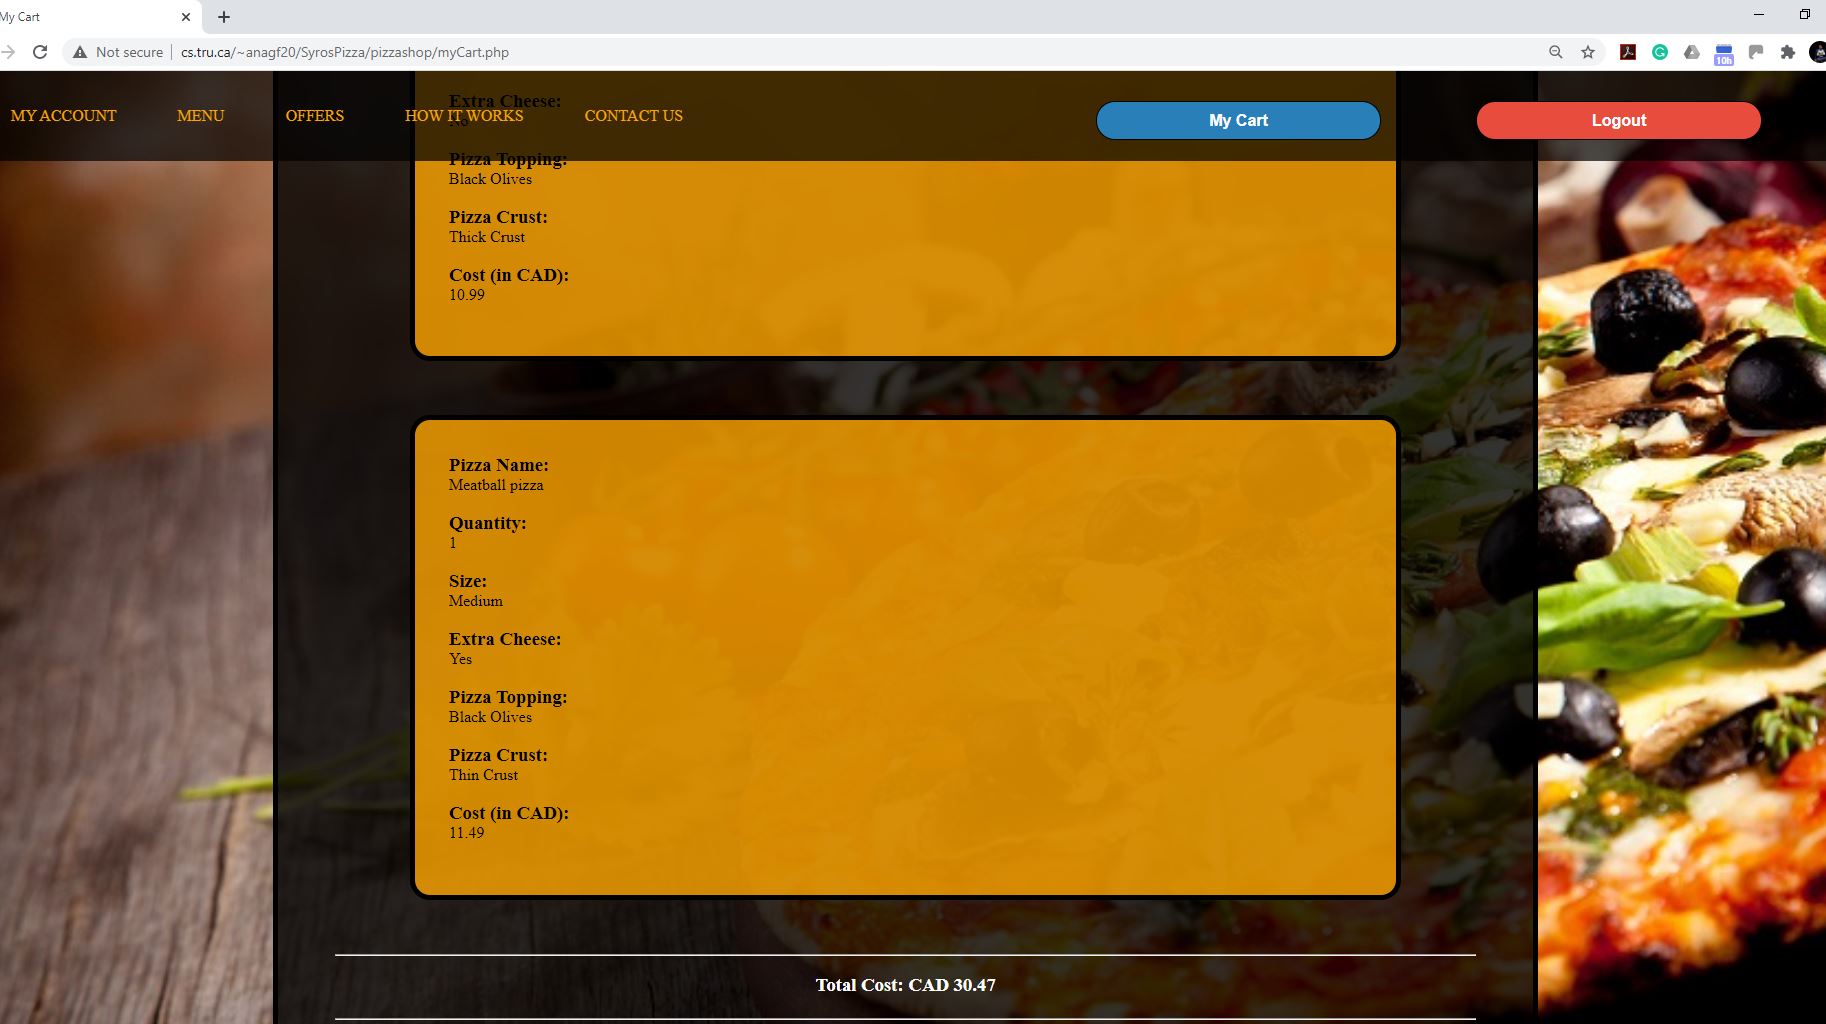 My Cart
Not secure
cs.tru.ca/~anagf20/SyrosPizza/pizzashop/myCart.php
10h
MY ACCOUNT
MENU
OFFERS
HOW IT WORKS
CONTACT US
My Cart
Logout
Extra Cheese:
Pizza Topping:
Black Olives
Pizza Crust:
Thick Crust
Cost (in CAD):
10.99
Pizza Name:
Meatball pizza
Quantity:
1
Size:
Medium
Extra Cheese:
Yes
Pizza Topping:
Black Olives
Pizza Crust:
Thin Crust
Cost (in CAD):
11.49
Total Cost: CAD 30.47